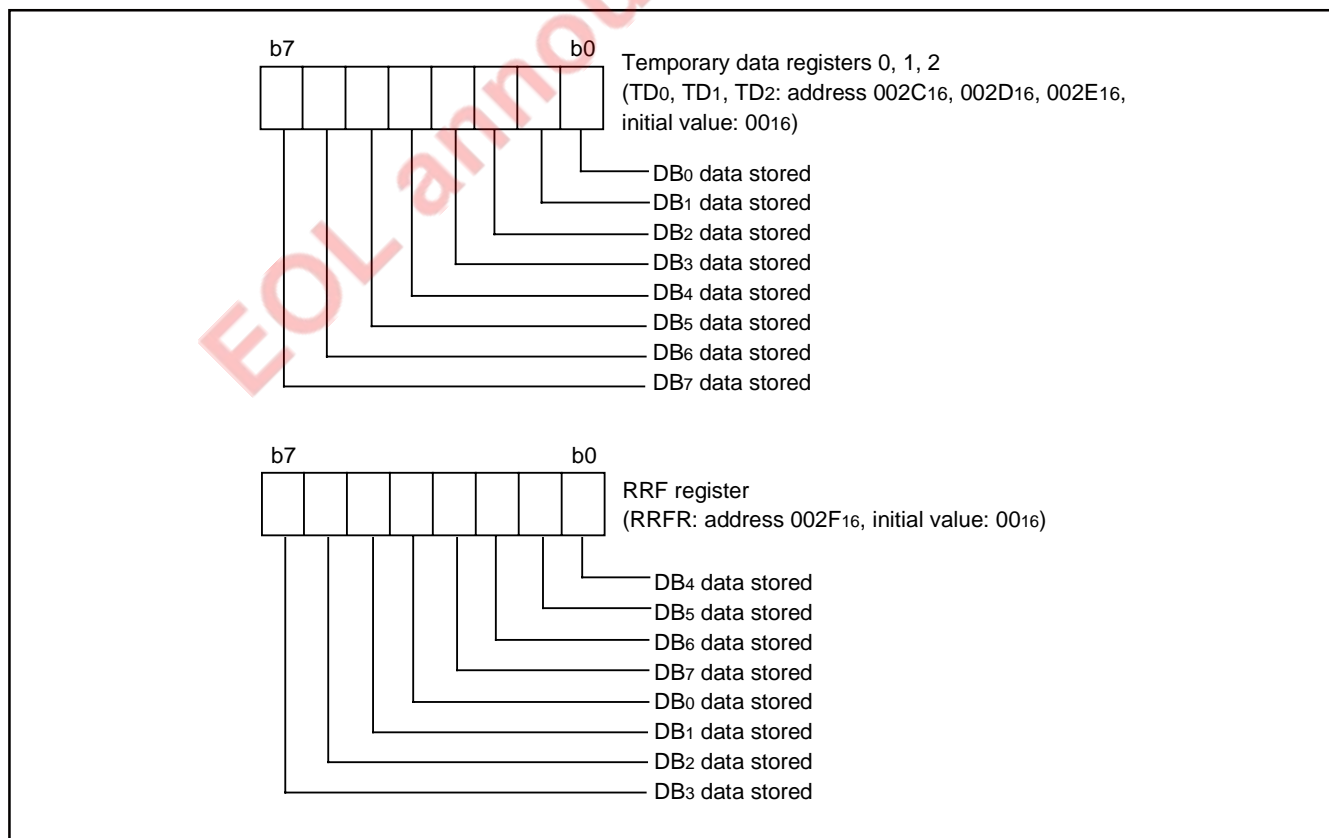 b7 b0
Temporary data registers 0, 1, 2
(TD0, TD1, TD2: address 002C16, 002D16, 002E16,
initial value: 0016)
DB0 data stored
DB1 data stored
DB2 data stored
DB3 data stored
DB4 data stored
DB5 data stored
DB6 data stored
DB7 data stored
EOL annou
b7 b0
RRF register
(RRFR: address 002F16, initial value: 0016)
DB4 data stored
DB5 data stored
DB6 data stored
DB7 data stored
DB0 data stored
DB1 data stored
DB2 data stored
DB3 data stored